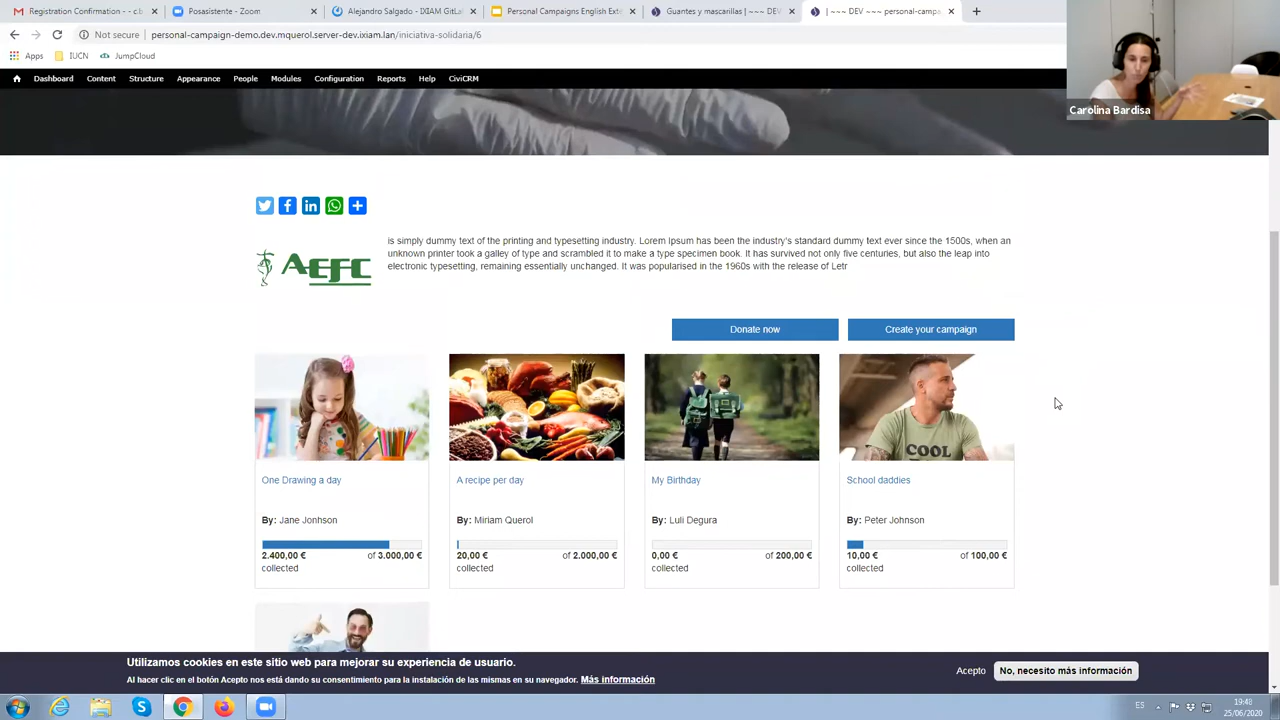 Registration Confirmation - - c.b
Posasistente - Zoom
Alejandro Salgado - IXIAM GitLa
Personal Campaigns English Ext
Guantes y mascarillas | ~~~ DEV
| ~~~ DEV ~~~ personal-campa
Not secure | personal-campaign-demo.dev.mquerol.server-dev.ixiam.lan/iniciativa-solidaria/6
Apps IUCN JumpCloud
Dashboard Content Structure Appearance People Modules Configuration Reports Help CiviCRM
Carolina Bardisa
AEFC
is simply dummy text of the printing and typesetting industry. Lorem Ipsum has been the industry's standard dummy text ever since the 1500s, when an
unknown printer took a galley of type and scrambled it to make a type specimen book. It has survived not only five centuries, but also the leap into
electronic typesetting, remaining essentially unchanged. It was popularised in the 1960s with the release of Letr
Donate now Create your campaign
COOL
One Drawing a day
By: Jane Jonhson
2.400,00 € of 3.000,00 €
collected
A recipe per day
By: Miriam Querol
20,00 € of 2.000,00 €
collected
My Birthday
By: Luli Degura
0,00 € of 200,00 €
collected
School daddies
By: Peter Johnson
10,00 € of 100,00 €
collected
Utilizamos cookies en este sitio web para mejorar su experiencia de usuario.
Al hacer clic en el botón Acepto nos está dando su consentimiento para la instalación de las mismas en su navegador. Más información
Acepto No, necesito más información
ES
19:48
25/06/2020